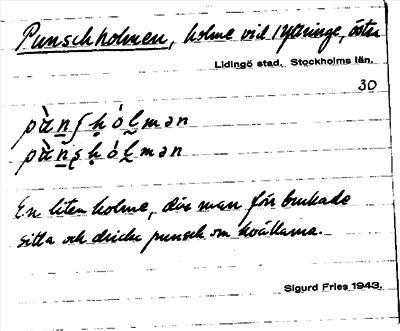 Punschholmen, holme vid Yttringe, öster
Lidingö stad. Stockholms län.
30
En liten holme, där man förr brukade
sitta och dricka punsch om kvällarna.
Sigurd Fries 1943.